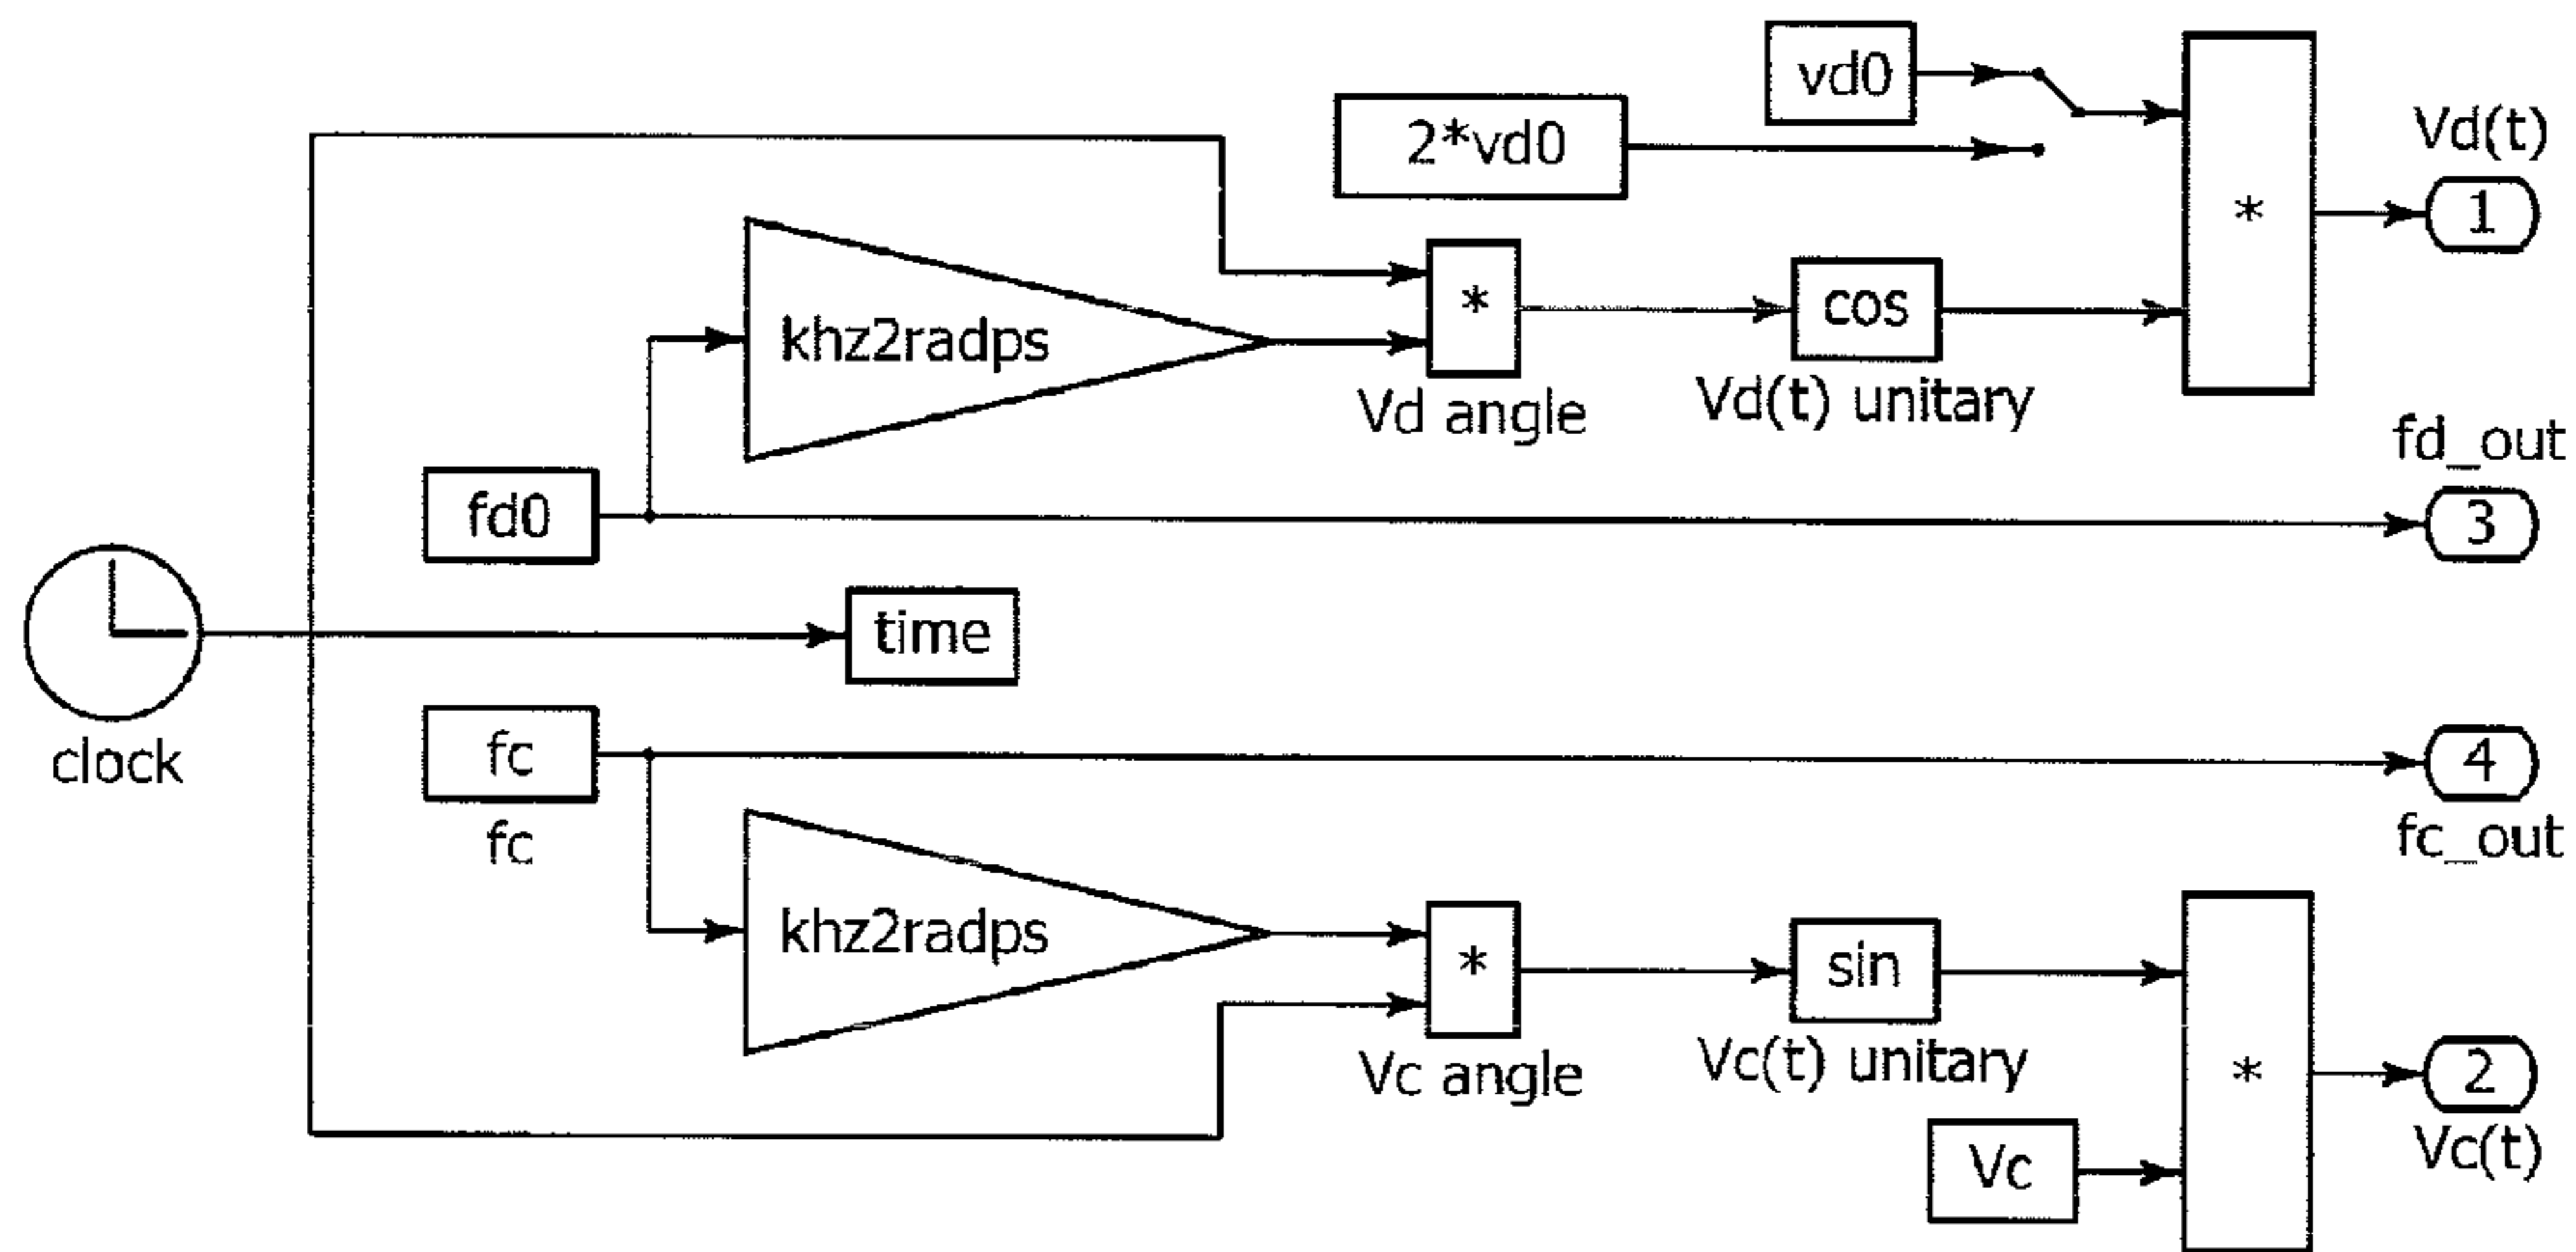 vd0
2*vd0
Vd(t)
1
*
khz2radps
*
cos
Vd angle
Vd(t) unitary
fd_out
fd0
3
time
clock
fc
4
fc
fc_out
khz2radps
*
sin
Vc angle
Vc(t) unitary
*
2
Vc
Vc(t)